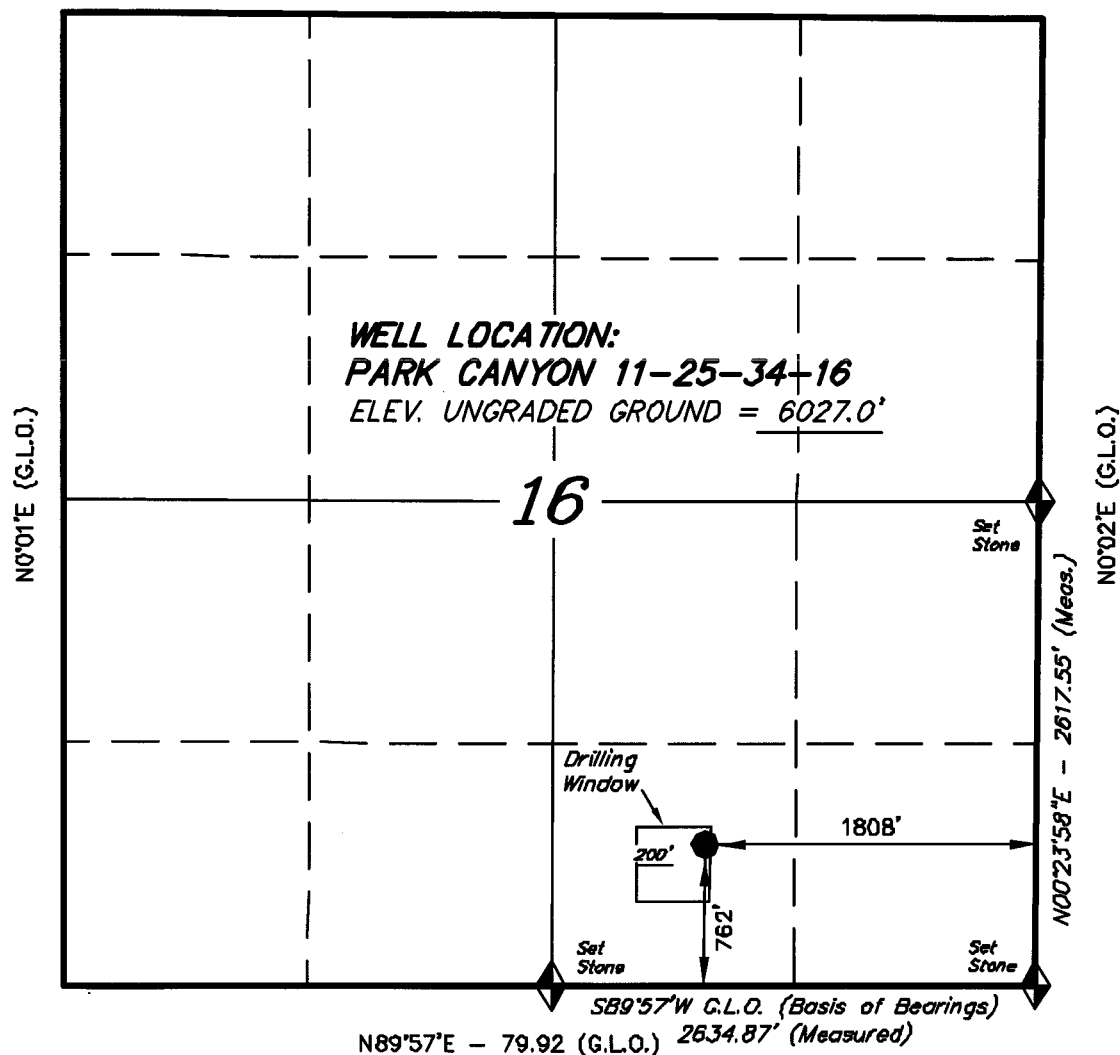 WELL LOCATION:
PARK CANYON 11-25-34-16
ELEV. UNGRADED GROUND = 6027.0'
N0°01'E (G.L.O.)
16
N0°02'E (G.L.O.)
Set
Stone
N00°23'58"E - 2617.55' (Meas.)
Drilling
Window
1808'
200'
762'
Set
Stone
Set
Stone
S89°57'W G.L.O. (Basis of Bearings)
2634.87' (Measured)
N89°57'E - 79.92 (G.L.O.)